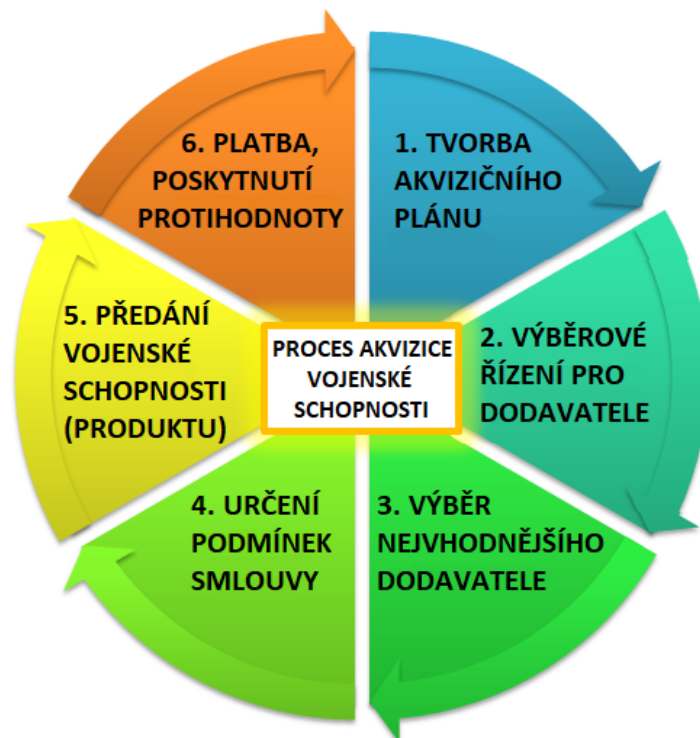 1. TVORBA
AKVIZIČNÍHO
PLÁNU
2. VÝBĚROVÉ
ŘÍZENÍ PRO
DODAVATELE
3. VÝBĚR
NEJVHODNĚJŠÍHO
DODAVATELE
4. URČENÍ
PODMÍNEK
SMLOUVY
5. PŘEDÁNÍ
VOJENSKÉ
SCHOPNOSTI
(PRODUKTU)
6. PLATBA,
POSKYTNUTÍ
PROTIHODNOTY
PROCES AKVIZICE
VOJENSKÉ
SCHOPNOSTI